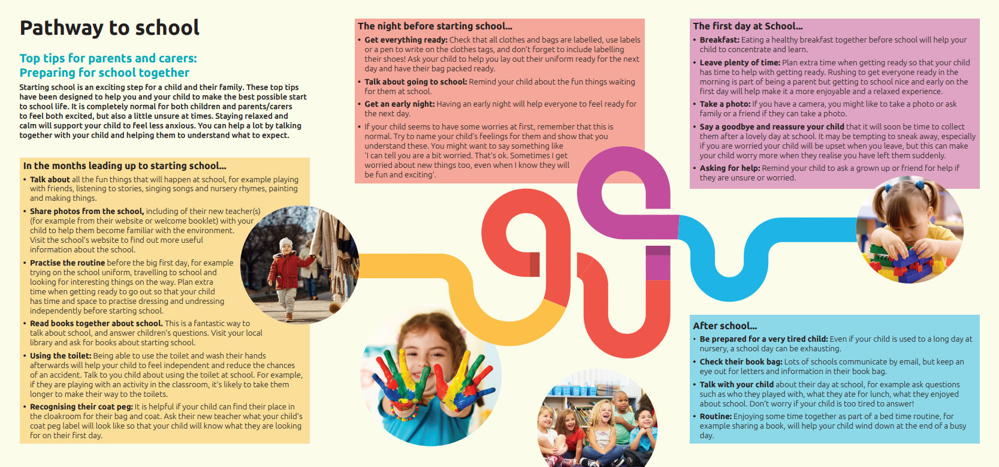 Pathway to school
Top tips for parents and carers:
Preparing for school together
Starting school is an exciting step for a child and their family. These top tips
have been designed to help you and your child to make the best possible start
to school life. It is completely normal for both children and parents/carers
to feel both excited, but also a little unsure at times. Staying relaxed and
calm will support your child to feel less anxious. You can help a lot by talking
together with your child and helping them to understand what to expect.
In the months leading up to starting school...
• Talk about all the fun things that will happen at school, for example playing
with friends, listening to stories, singing songs and nursery rhymes, painting
and making things.
• Share photos from the school, including of their new teacher(s)
(for example from their website or welcome booklet) with your
child to help them become familiar with the environment.
Visit the school's website to find out more useful
information about the school.
• Practise the routine before the big first day, for example
trying on the school uniform, travelling to school and
looking for interesting things on the way. Plan extra
time when getting ready to go out so that your child
has time and space to practise dressing and undressing
independently before starting school.
• Read books together about school. This is a fantastic way to
talk about school, and answer children's questions. Visit your local
library and ask for books about starting school.
• Using the toilet: Being able to use the toilet and wash their hands
afterwards will help your child to feel independent and reduce the chances
of an accident. Talk to you child about using the toilet at school. For example,
if they are playing with an activity in the classroom, it's likely to take them
longer to make their way to the toilets.
• Recognising their coat peg: It is helpful if your child can find their place in
the cloakroom for their bag and coat. Ask their new teacher what your child's
coat peg label will look like so that your child will know what they are looking
for on their first day.
The night before starting school...
• Get everything ready: Check that all clothes and bags are labelled, use labels
or a pen to write on the clothes tags, and don't forget to include labelling
their shoes! Ask your child to help you lay out their uniform ready for the next
day and have their bag packed ready.
• Talk about going to school: Remind your child about the fun things waiting
for them at school.
• Get an early night: Having an early night will help everyone to feel ready for
the next day.
• If your child seems to have some worries at first, remember that this is
normal. Try to name your child's feelings for them and show that you
understand these. You might want to say something like
'I can tell you are a bit worried. That's ok. Sometimes I get
worried about new things too, even when I know they will
be fun and exciting'.
The first day at School...
• Breakfast: Eating a healthy breakfast together before school will help your
child to concentrate and learn.
• Leave plenty of time: Plan extra time when getting ready so that your child
has time to help with getting ready. Rushing to get everyone ready in the
morning is part of being a parent but getting to school nice and early on the
first day will help make it a more enjoyable and a relaxed experience.
• Take a photo: If you have a camera, you might like to take a photo or ask
family or a friend if they can take a photo.
• Say a goodbye and reassure your child that it will soon be time to collect
them after a lovely day at school. It may be tempting to sneak away, especially
if you are worried your child will be upset when you leave, but this can make
your child worry more when they realise you have left them suddenly.
• Asking for help: Remind your child to ask a grown up or friend for help if
they are unsure or worried.
After school...
• Be prepared for a very tired child: Even if your child is used to a long day at
nursery, a school day can be exhausting.
• Check their book bag: Lots of schools communicate by email, but keep an
eye out for letters and information in their book bag.
• Talk with your child about their day at school, for example ask questions
such as who they played with, what they ate for lunch, what they enjoyed
about school. Don't worry if your child is too tired to answer!
• Routine: Enjoying some time together as part of a bed time routine, for
example sharing a book, will help your child wind down at the end of a busy
day.